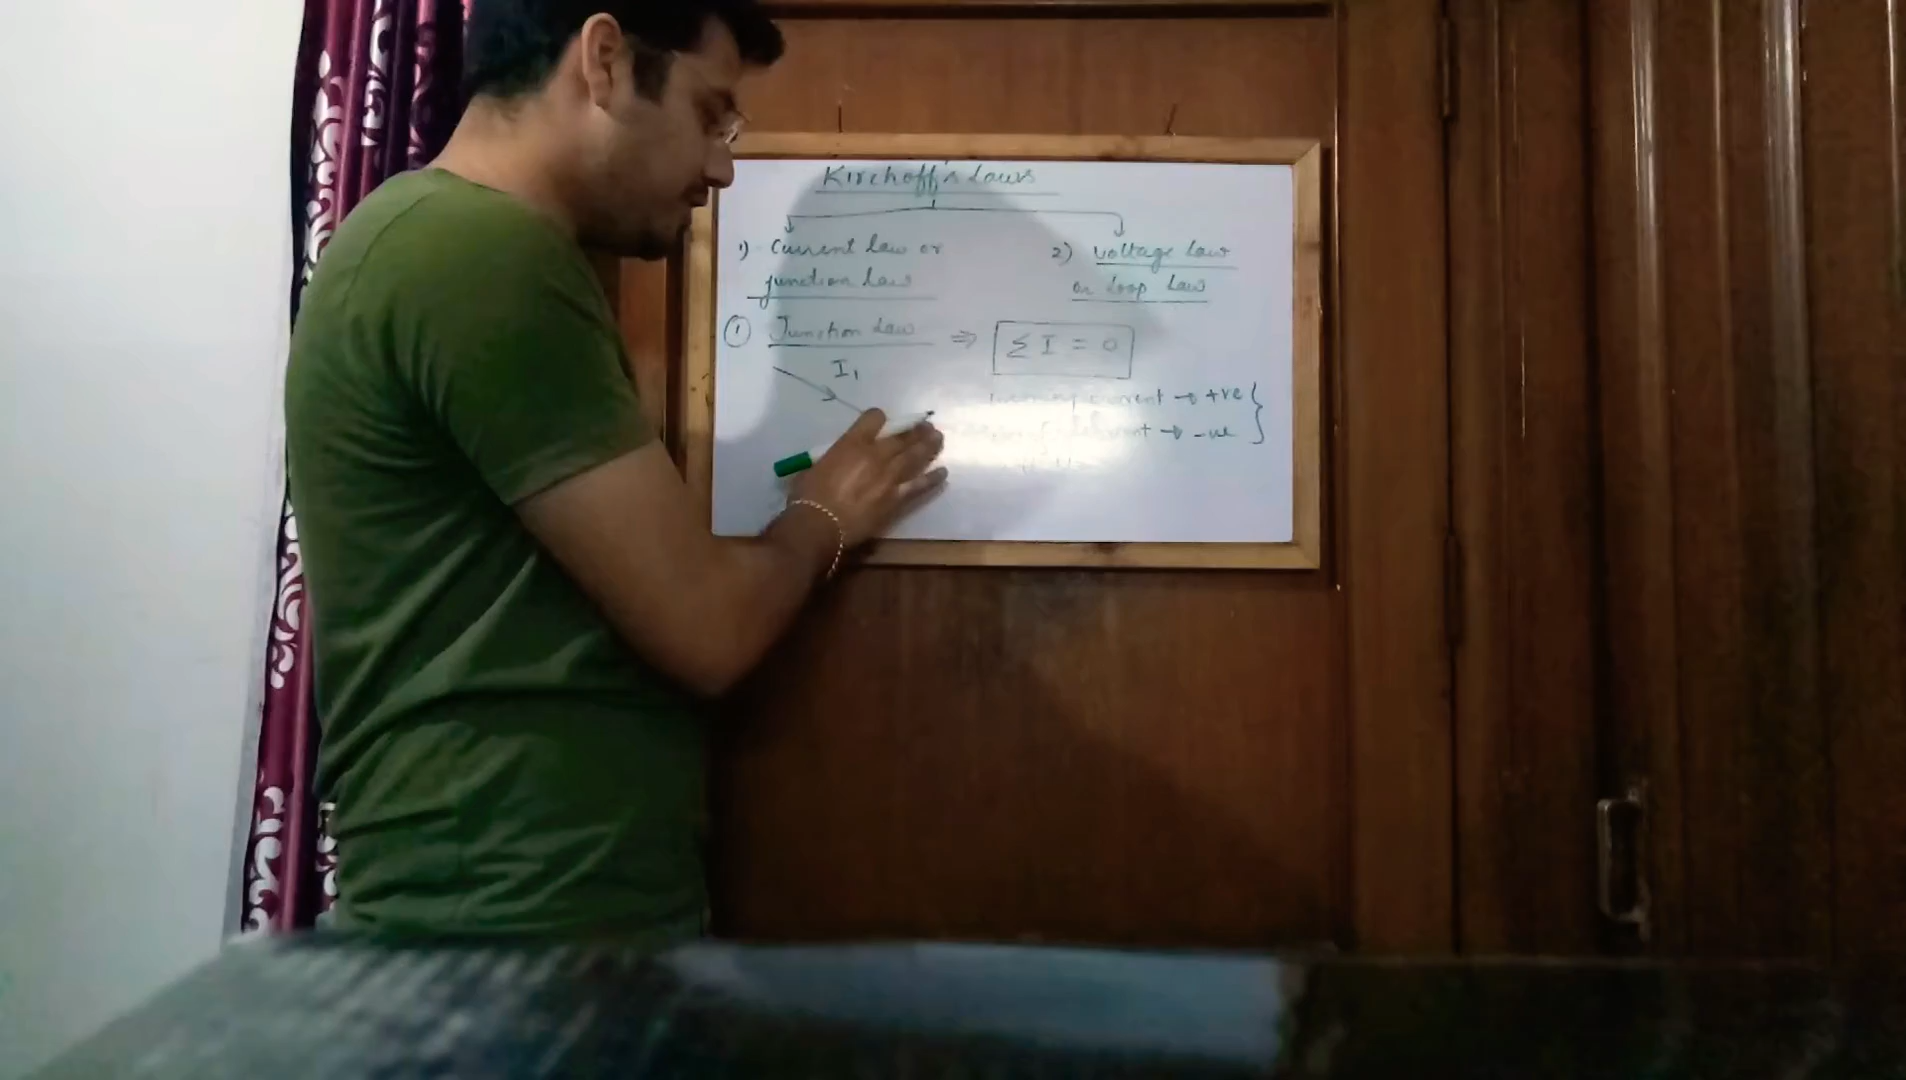 Kirchoff's Laws
1) Current law or
junction law
2) voltage law
or loop law
① Junction law ⇒ Σ I = 0
I₁
current → +ve
→ -ve